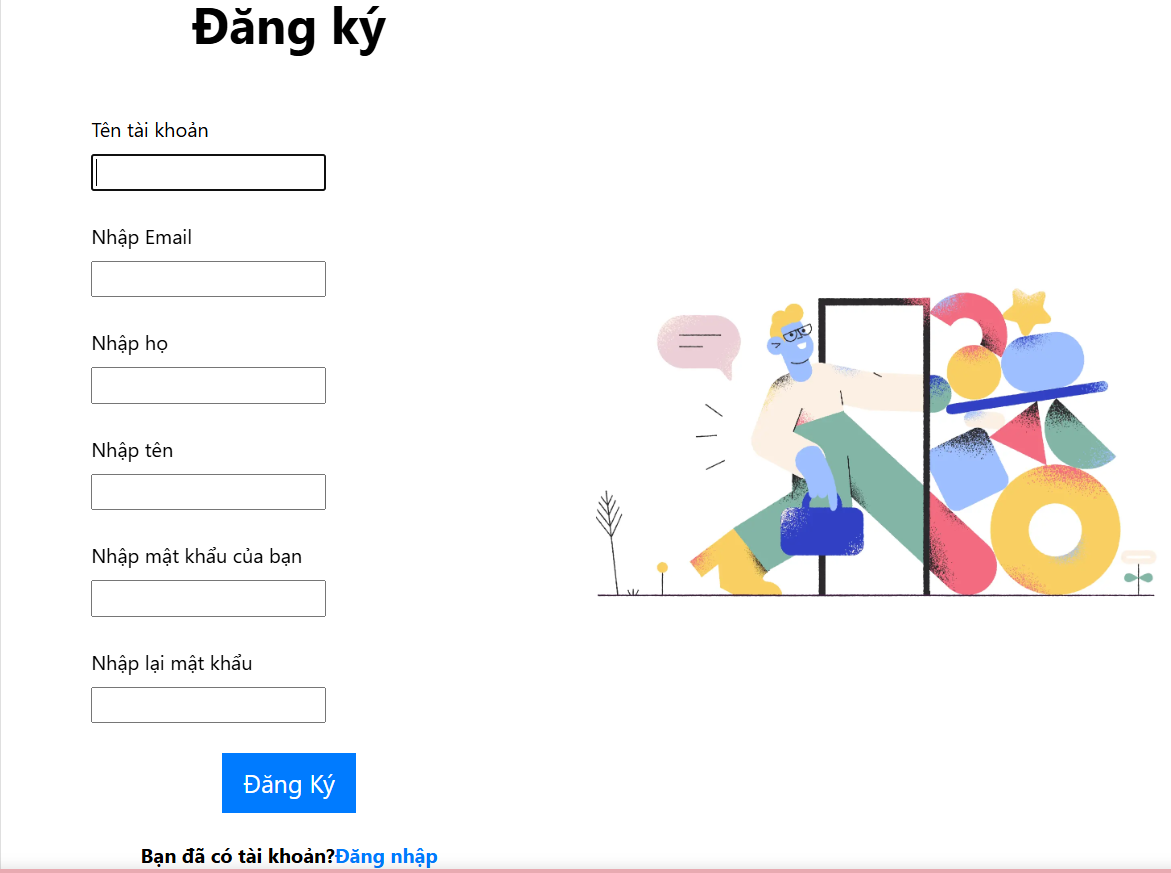 Đăng ký
Tên tài khoản
Nhập Email
Nhập họ
Nhập tên
Nhập mật khẩu của bạn
Nhập lại mật khẩu
Đăng Ký
Bạn đã có tài khoản?Đăng nhập